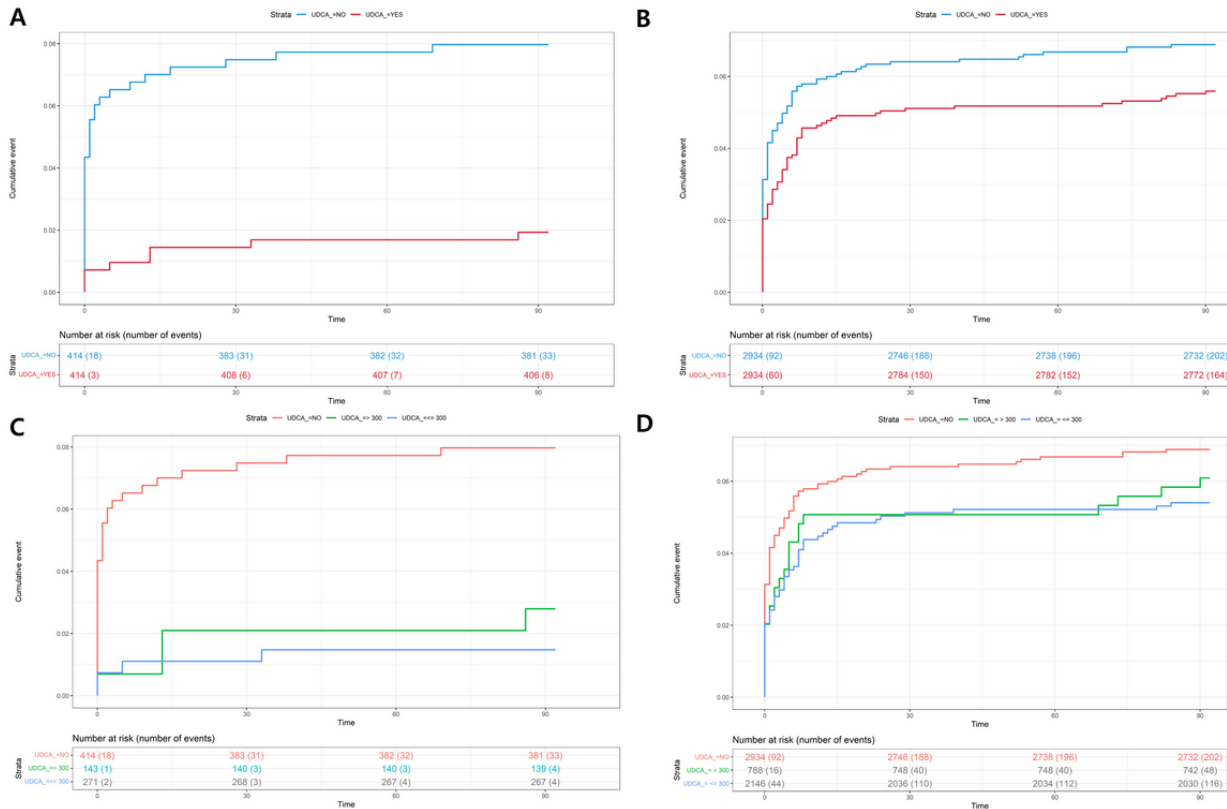 A
Strata UDCA_=NO UDCA_=YES
0.08
0.06
0.04
0.02
0.00
Cumulative event
0 30 60 90
Time
Number at risk (number of events)
Strata
UDCA_=NO 414 (18) 383 (31) 382 (32) 381 (33)
UDCA_=YES 414 (3) 408 (6) 407 (7) 406 (8)
0 30 60 90
B
Strata UDCA_=NO UDCA_=YES
0.06
0.04
0.02
0.00
Cumulative event
0 30 60 90
Time
Number at risk (number of events)
Strata
UDCA_=NO 2934 (92) 2746 (188) 2738 (196) 2732 (202)
UDCA_=YES 2934 (60) 2784 (150) 2782 (152) 2772 (164)
0 30 60 90
C
Strata UDCA_=NO UDCA_=> 300 UDCA_=<= 300
0.08
0.06
0.04
0.02
0.00
Cumulative event
0 30 60 90
Time
Number at risk (number of events)
Strata
UDCA_=NO 414 (18) 383 (31) 382 (32) 381 (33)
UDCA_=> 300 143 (1) 140 (3) 140 (3) 139 (4)
UDCA_=<= 300 271 (2) 268 (3) 267 (4) 267 (4)
0 30 60 90
D
Strata UDCA_=NO UDCA_= > 300 UDCA_= <= 300
0.06
0.04
0.02
0.00
Cumulative event
0 30 60 90
Time
Number at risk (number of events)
Strata
UDCA_=NO 2934 (92) 2746 (188) 2738 (196) 2732 (202)
UDCA_= > 300 788 (16) 748 (40) 748 (40) 742 (48)
UDCA_= <= 300 2146 (44) 2036 (110) 2034 (112) 2030 (116)
0 30 60 90